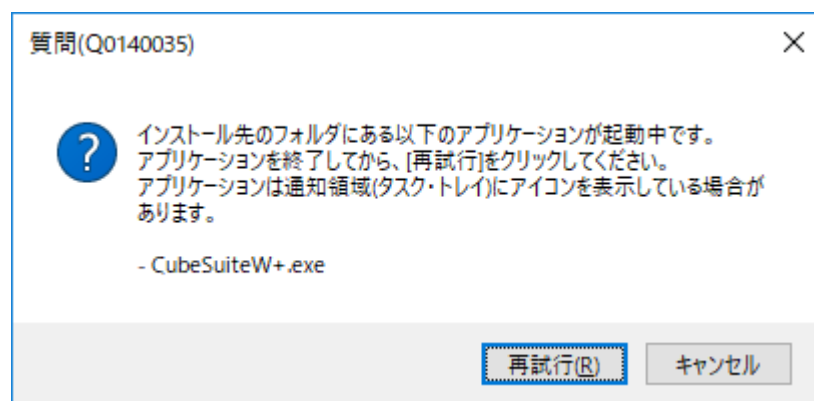 質問(Q0140035)
インストール先のフォルダにある以下のアプリケーションが起動中です。
アプリケーションを終了してから、[再試行]をクリックしてください。
アプリケーションは通知領域(タスク・トレイ)にアイコンを表示している場合が
あります。
- CubeSuiteW+.exe
再試行(R)
キャンセル